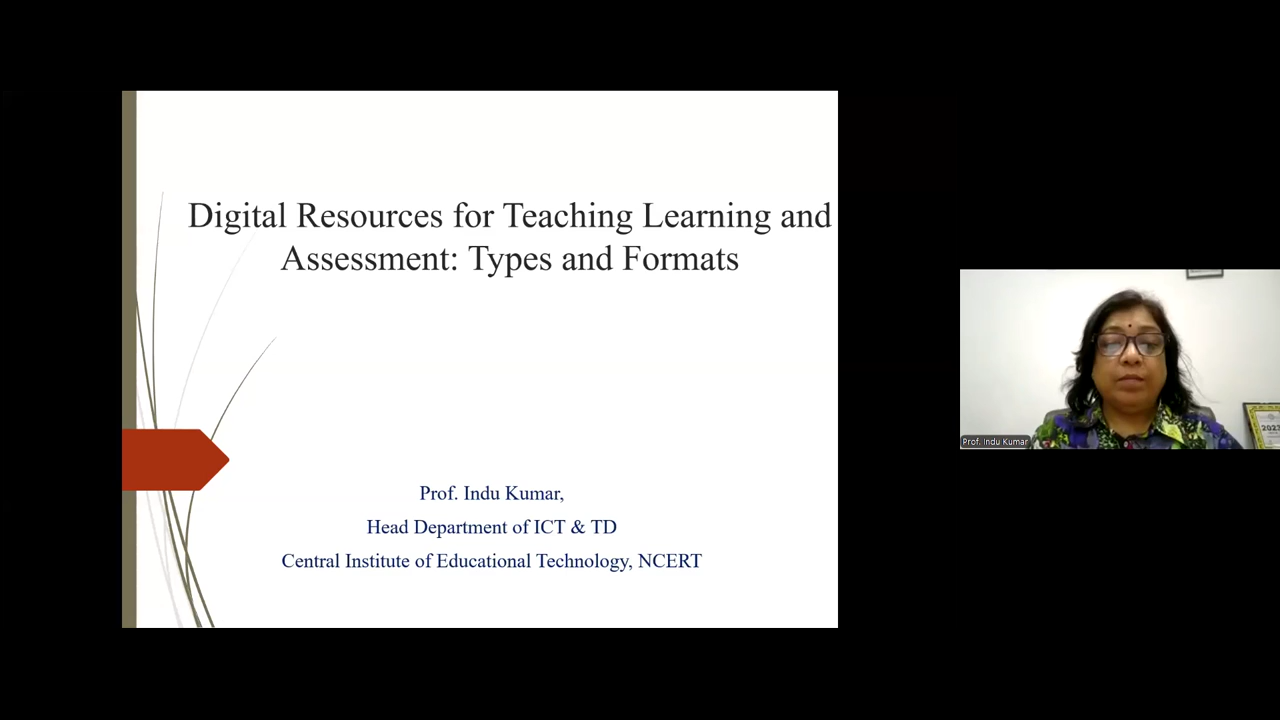 Digital Resources for Teaching Learning and
Assessment: Types and Formats
Prof. Indu Kumar,
Head Department of ICT & TD
Central Institute of Educational Technology, NCERT
Prof. Indu Kumar
2023